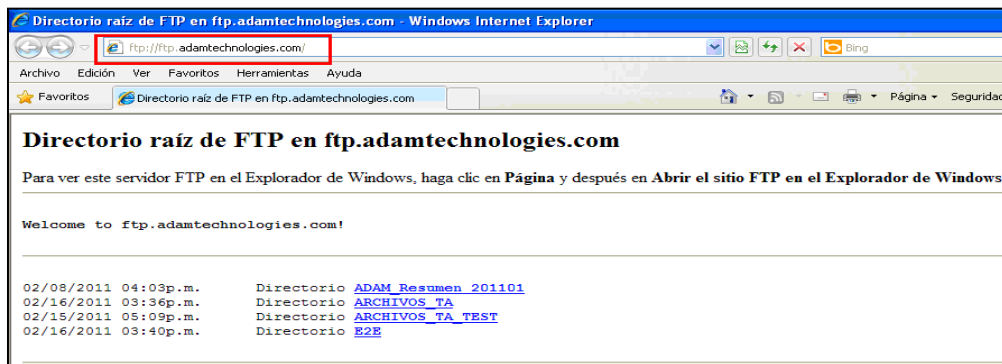 Directorio raíz de FTP en ftp.adamtechnologies.com - Windows Internet Explorer
ftp://ftp.adamtechnologies.com/
Bing
Archivo Edición Ver Favoritos Herramientas Ayuda
Favoritos Directorio raíz de FTP en ftp.adamtechnologies.com Página Seguridad
Directorio raíz de FTP en ftp.adamtechnologies.com
Para ver este servidor FTP en el Explorador de Windows, haga clic en Página y después en Abrir el sitio FTP en el Explorador de Windows
Welcome to ftp.adamtechnologies.com!
02/08/2011 04:03p.m. Directorio ADAM_Resumen_201101
02/16/2011 03:36p.m. Directorio ARCHIVOS_TA
02/15/2011 05:09p.m. Directorio ARCHIVOS_TA_TEST
02/16/2011 03:40p.m. Directorio E2E